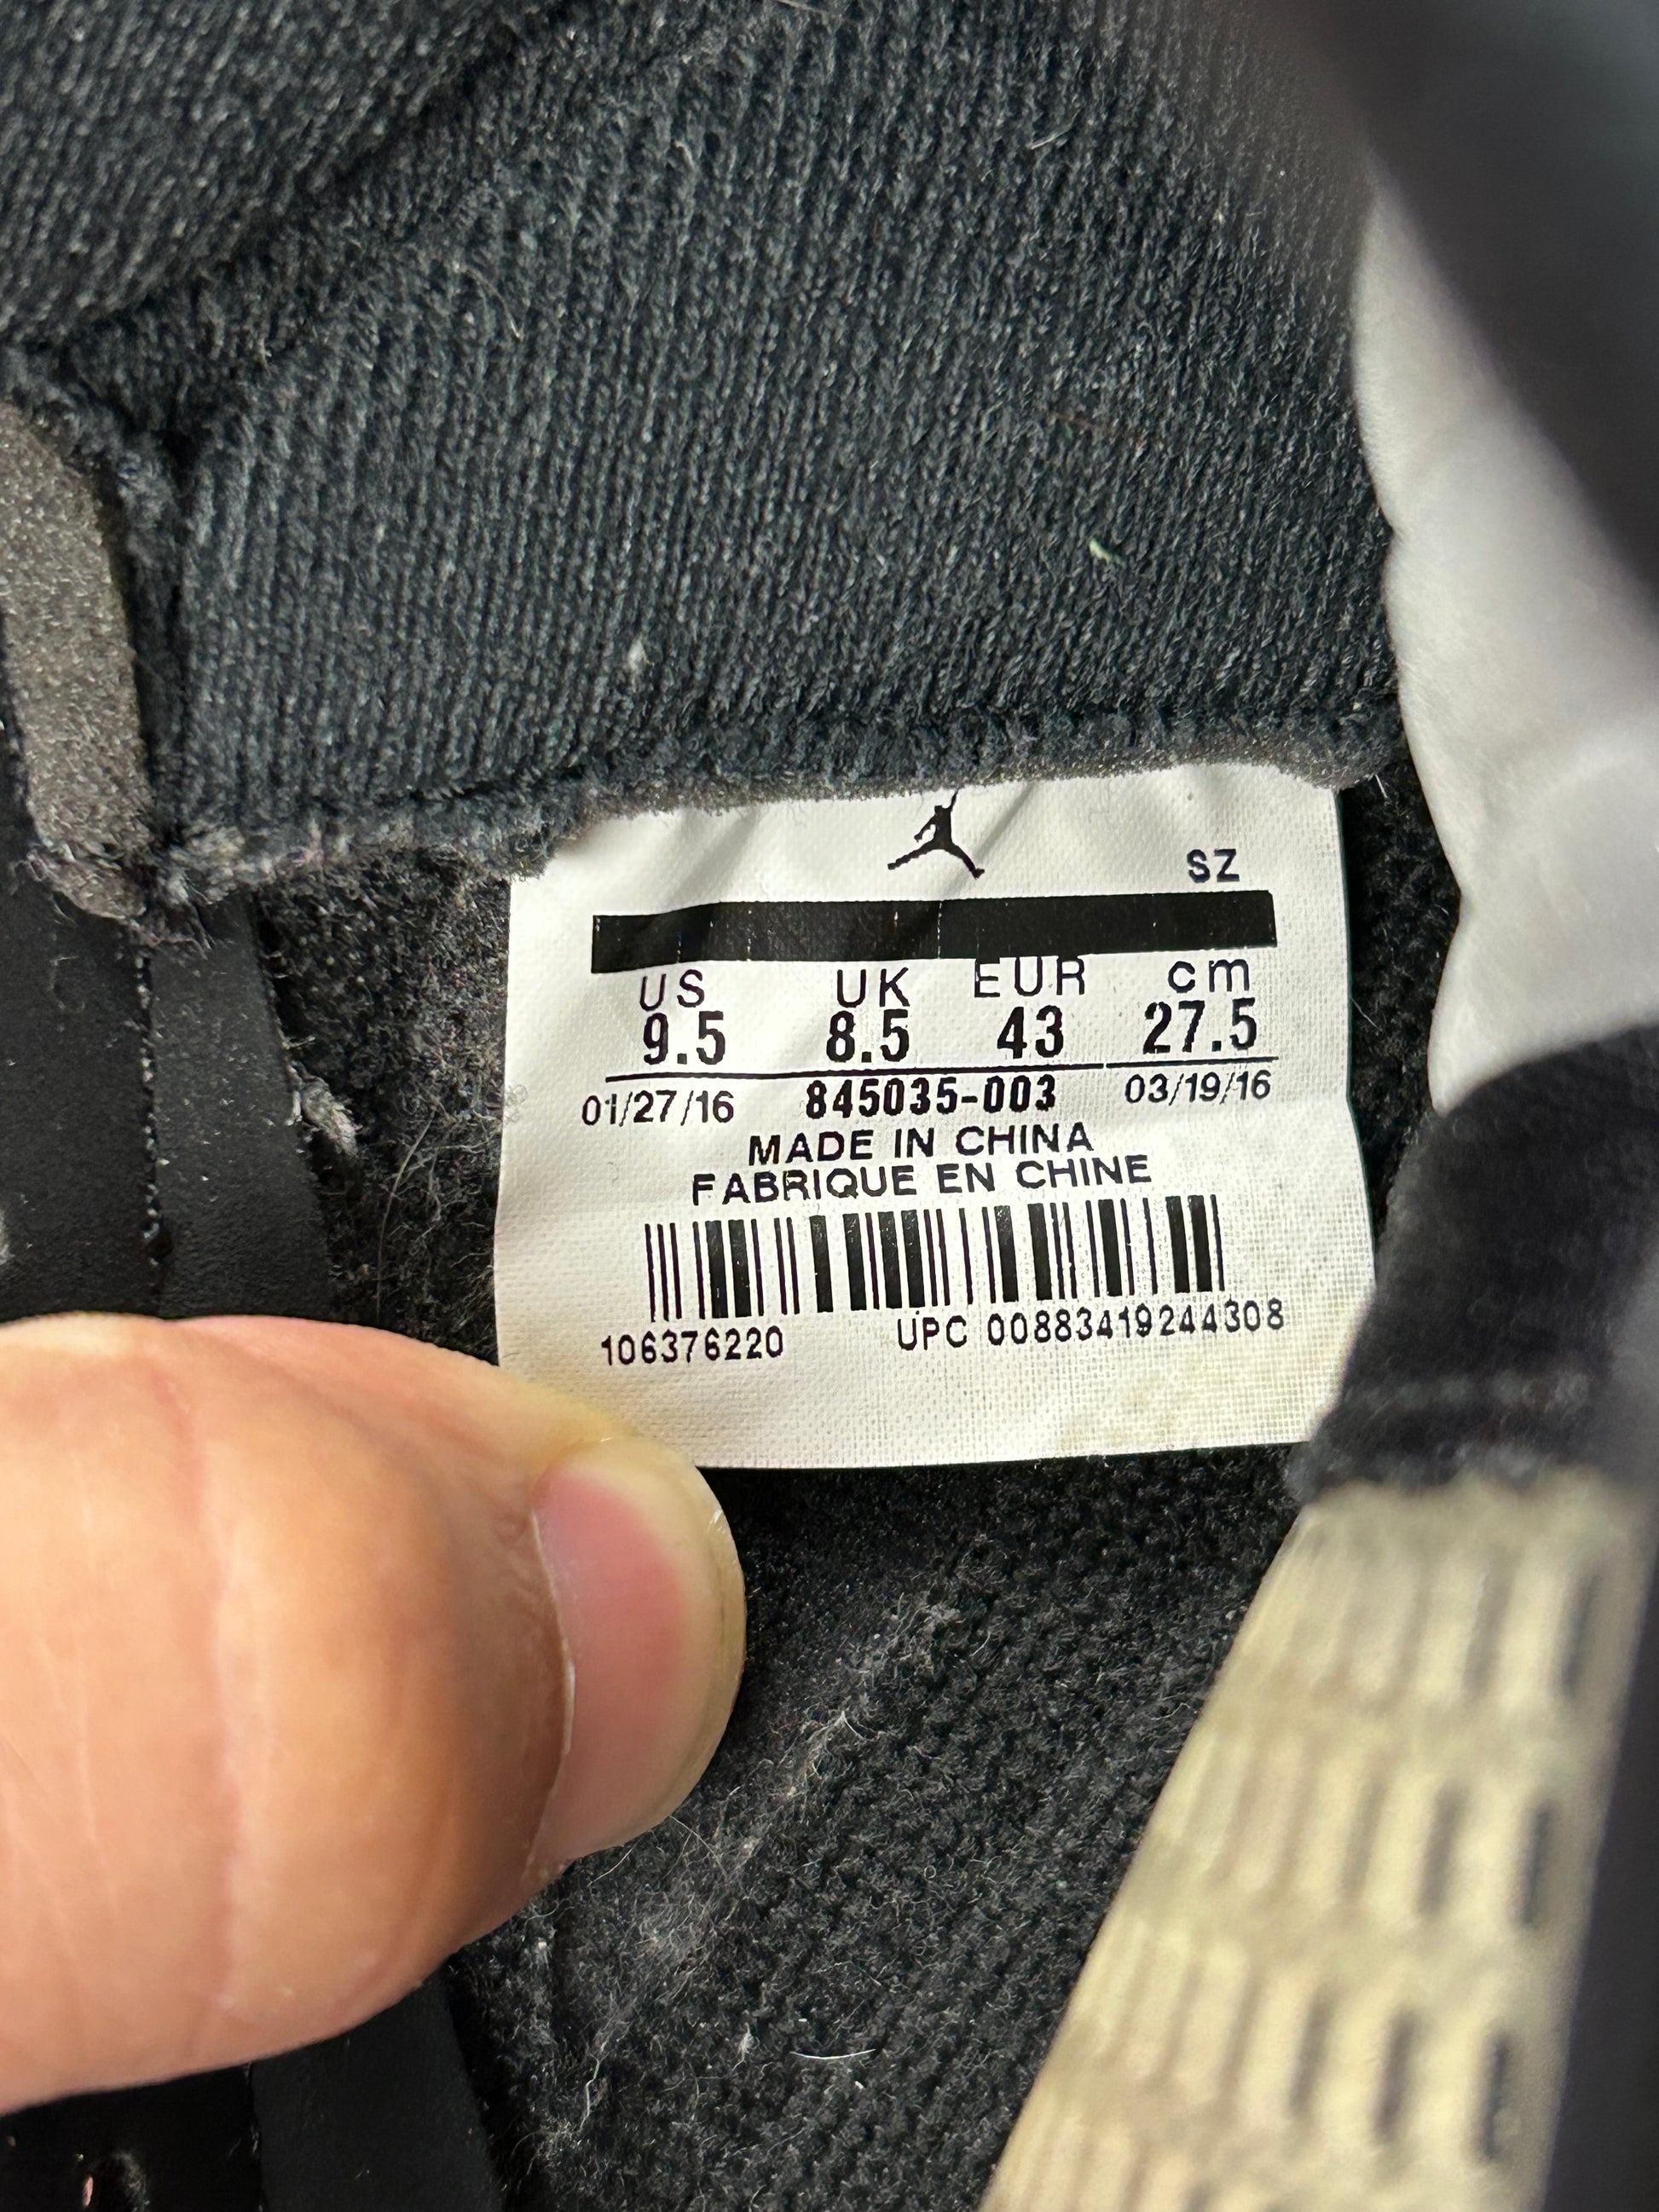 SZ
US UK EUR cm
9.5 8.5 43 27.5
01/27/16 845035-003 03/19/16
MADE IN CHINA
FABRIQUE EN CHINE
106376220 UPC 00883419244308